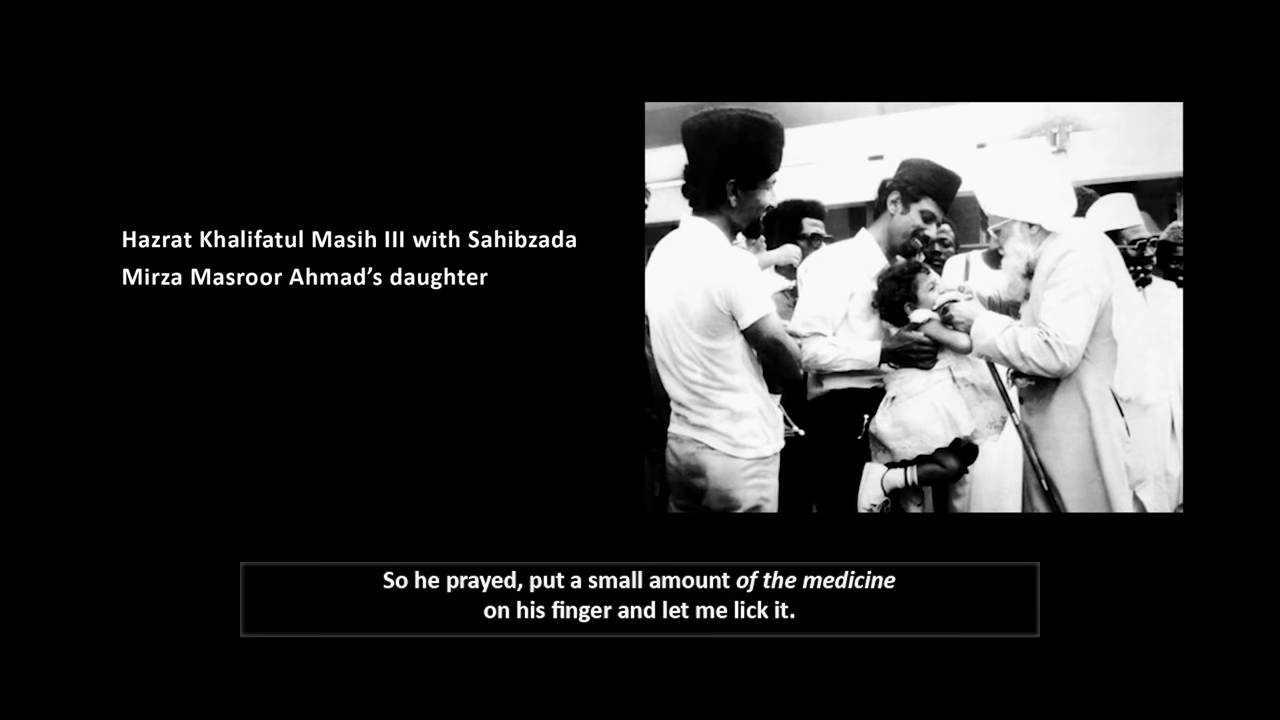 Hazrat Khalifatul Masih III with Sahibzada
Mirza Masroor Ahmad’s daughter
So he prayed, put a small amount of the medicine
on his finger and let me lick it.